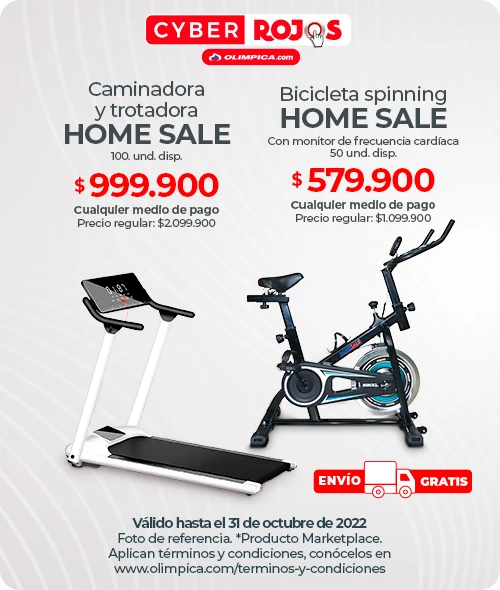 CYBER ROJOS
OLIMPICA.com
Caminadora
y trotadora
HOME SALE
100. und. disp.
$ 999.900
Cualquier medio de pago
Precio regular: $2.099.900
Bicicleta spinning
HOME SALE
Con monitor de frecuencia cardíaca
50 und. disp.
$ 579.900
Cualquier medio de pago
Precio regular: $1.099.900
ENVÍO GRATIS
Válido hasta el 31 de octubre de 2022
Foto de referencia. *Producto Marketplace.
Aplican términos y condiciones, conócelos en
www.olimpica.com/terminos-y-condiciones